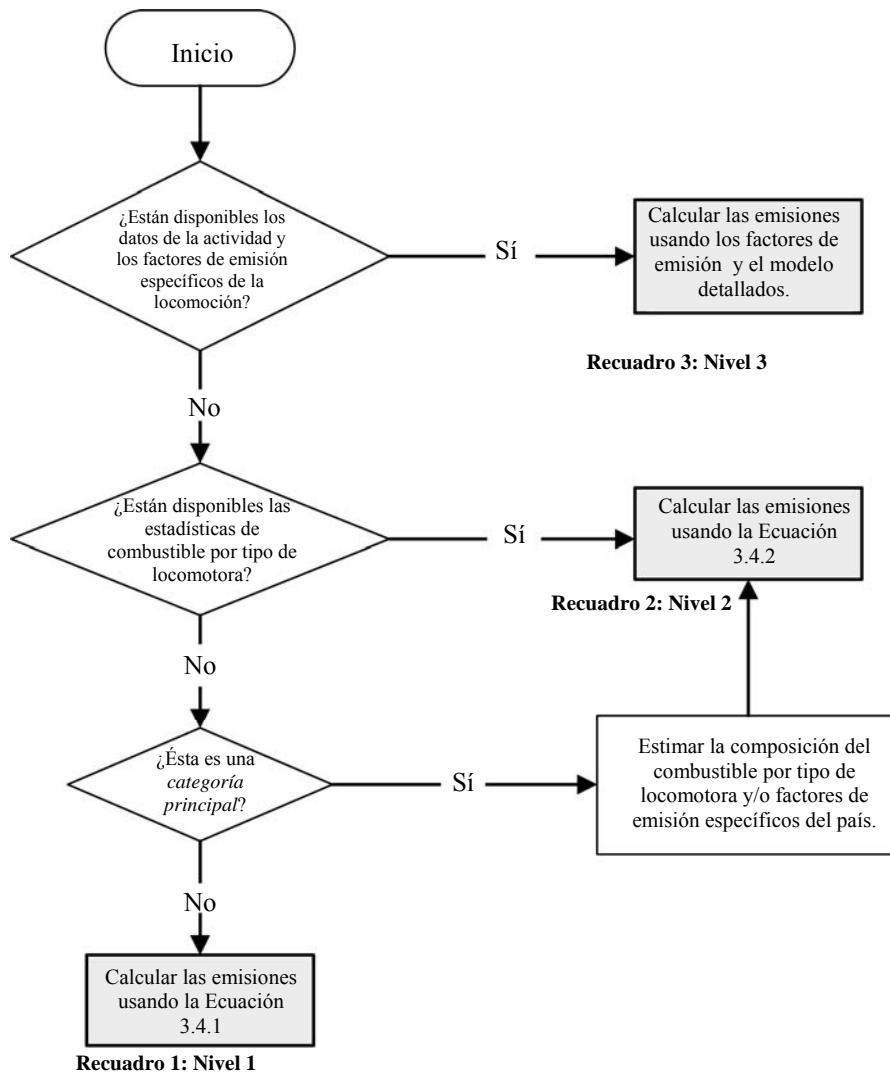 Inicio
¿Están disponibles los
datos de la actividad y
los factores de emisión
específicos de la
locomoción?
Sí
Calcular las emisiones
usando los factores de
emisión y el modelo
detallados.
Recuadro 3: Nivel 3
No
¿Están disponibles las
estadísticas de
combustible por tipo de
locomotora?
Sí
Calcular las emisiones
usando la Ecuación
3.4.2
Recuadro 2: Nivel 2
No
¿Ésta es una
categoría
principal?
Sí
Estimar la composición del
combustible por tipo de
locomotora y/o factores de
emisión específicos del país.
No
Calcular las emisiones
usando la Ecuación
3.4.1
Recuadro 1: Nivel 1